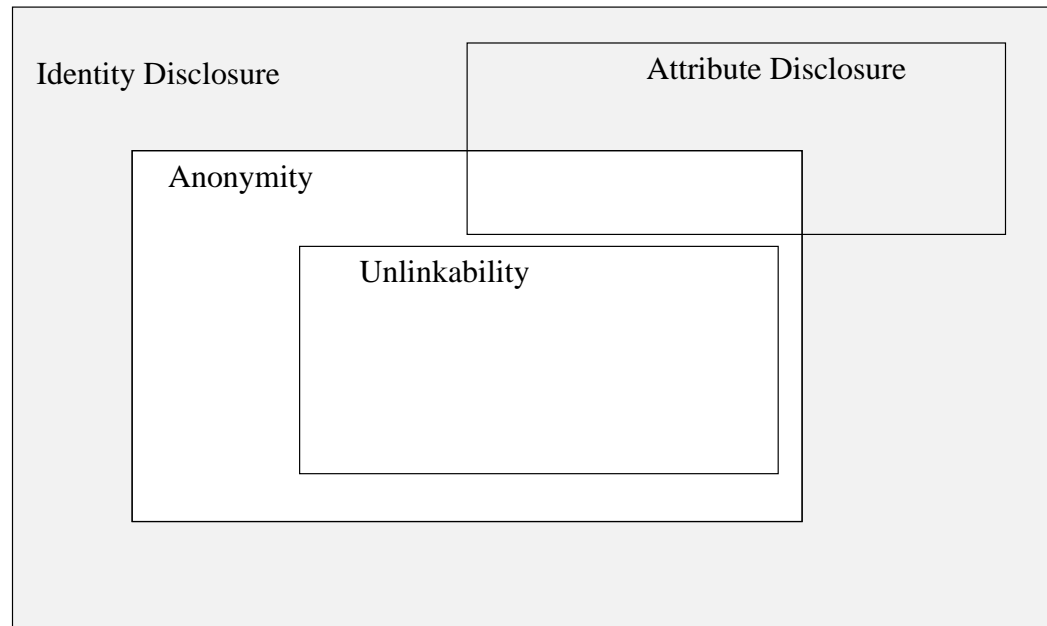 Identity Disclosure
Attribute Disclosure
Anonymity
Unlinkability